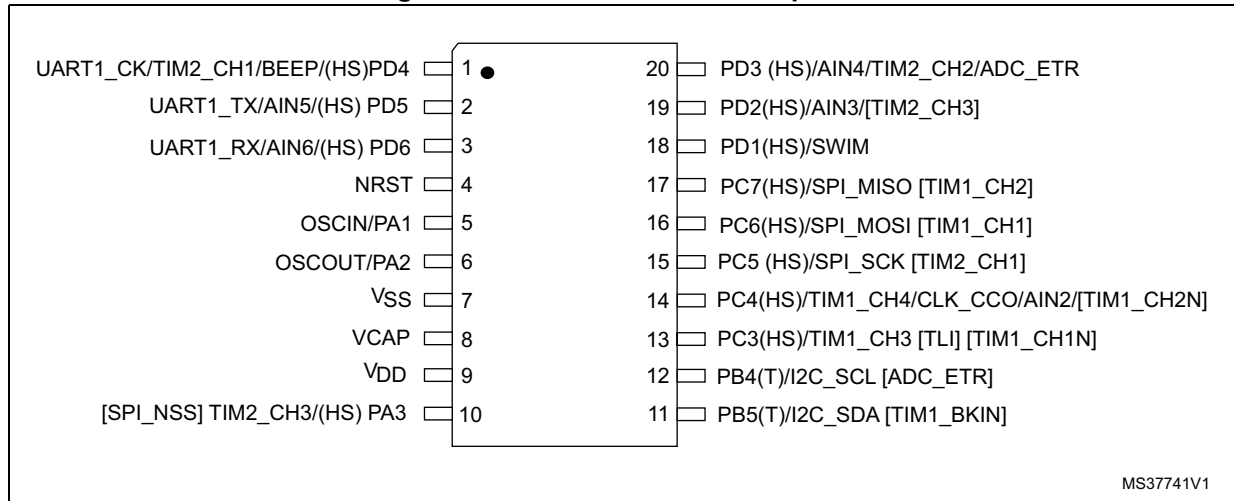 UART1_CK/TIM2_CH1/BEEP/(HS)PD4 1 20 PD3 (HS)/AIN4/TIM2_CH2/ADC_ETR
UART1_TX/AIN5/(HS) PD5 2 19 PD2(HS)/AIN3/[TIM2_CH3]
UART1_RX/AIN6/(HS) PD6 3 18 PD1(HS)/SWIM
NRST 4 17 PC7(HS)/SPI_MISO [TIM1_CH2]
OSCIN/PA1 5 16 PC6(HS)/SPI_MOSI [TIM1_CH1]
OSCOUT/PA2 6 15 PC5 (HS)/SPI_SCK [TIM2_CH1]
VSS 7 14 PC4(HS)/TIM1_CH4/CLK_CCO/AIN2/[TIM1_CH2N]
VCAP 8 13 PC3(HS)/TIM1_CH3 [TLI] [TIM1_CH1N]
VDD 9 12 PB4(T)/I2C_SCL [ADC_ETR]
[SPI_NSS] TIM2_CH3/(HS) PA3 10 11 PB5(T)/I2C_SDA [TIM1_BKIN]
MS37741V1